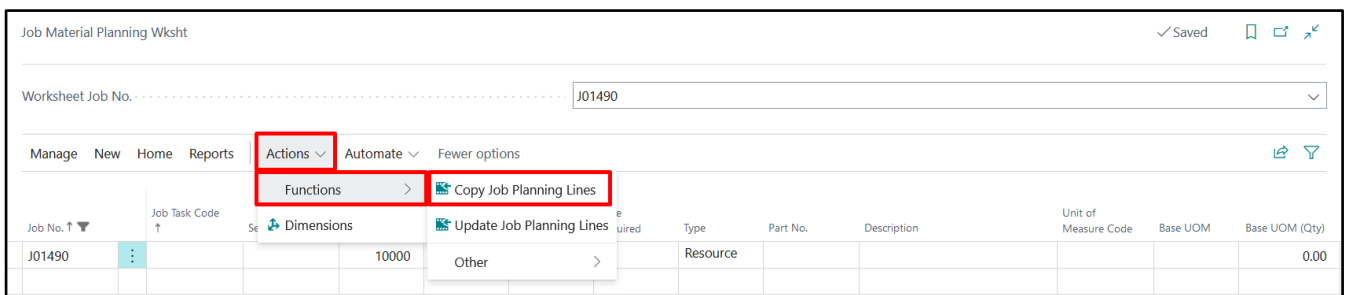 Job Material Planning Wksht
Saved
Worksheet Job No.
J01490
Manage New Home Reports Actions Automate Fewer options
Functions
Copy Job Planning Lines
Dimensions
Update Job Planning Lines
Other
Job No. ↑
Job Task Code ↑
Type
Part No.
Description
Unit of
Measure Code
Base UOM
Base UOM (Qty)
J01490
10000
Resource
0.00